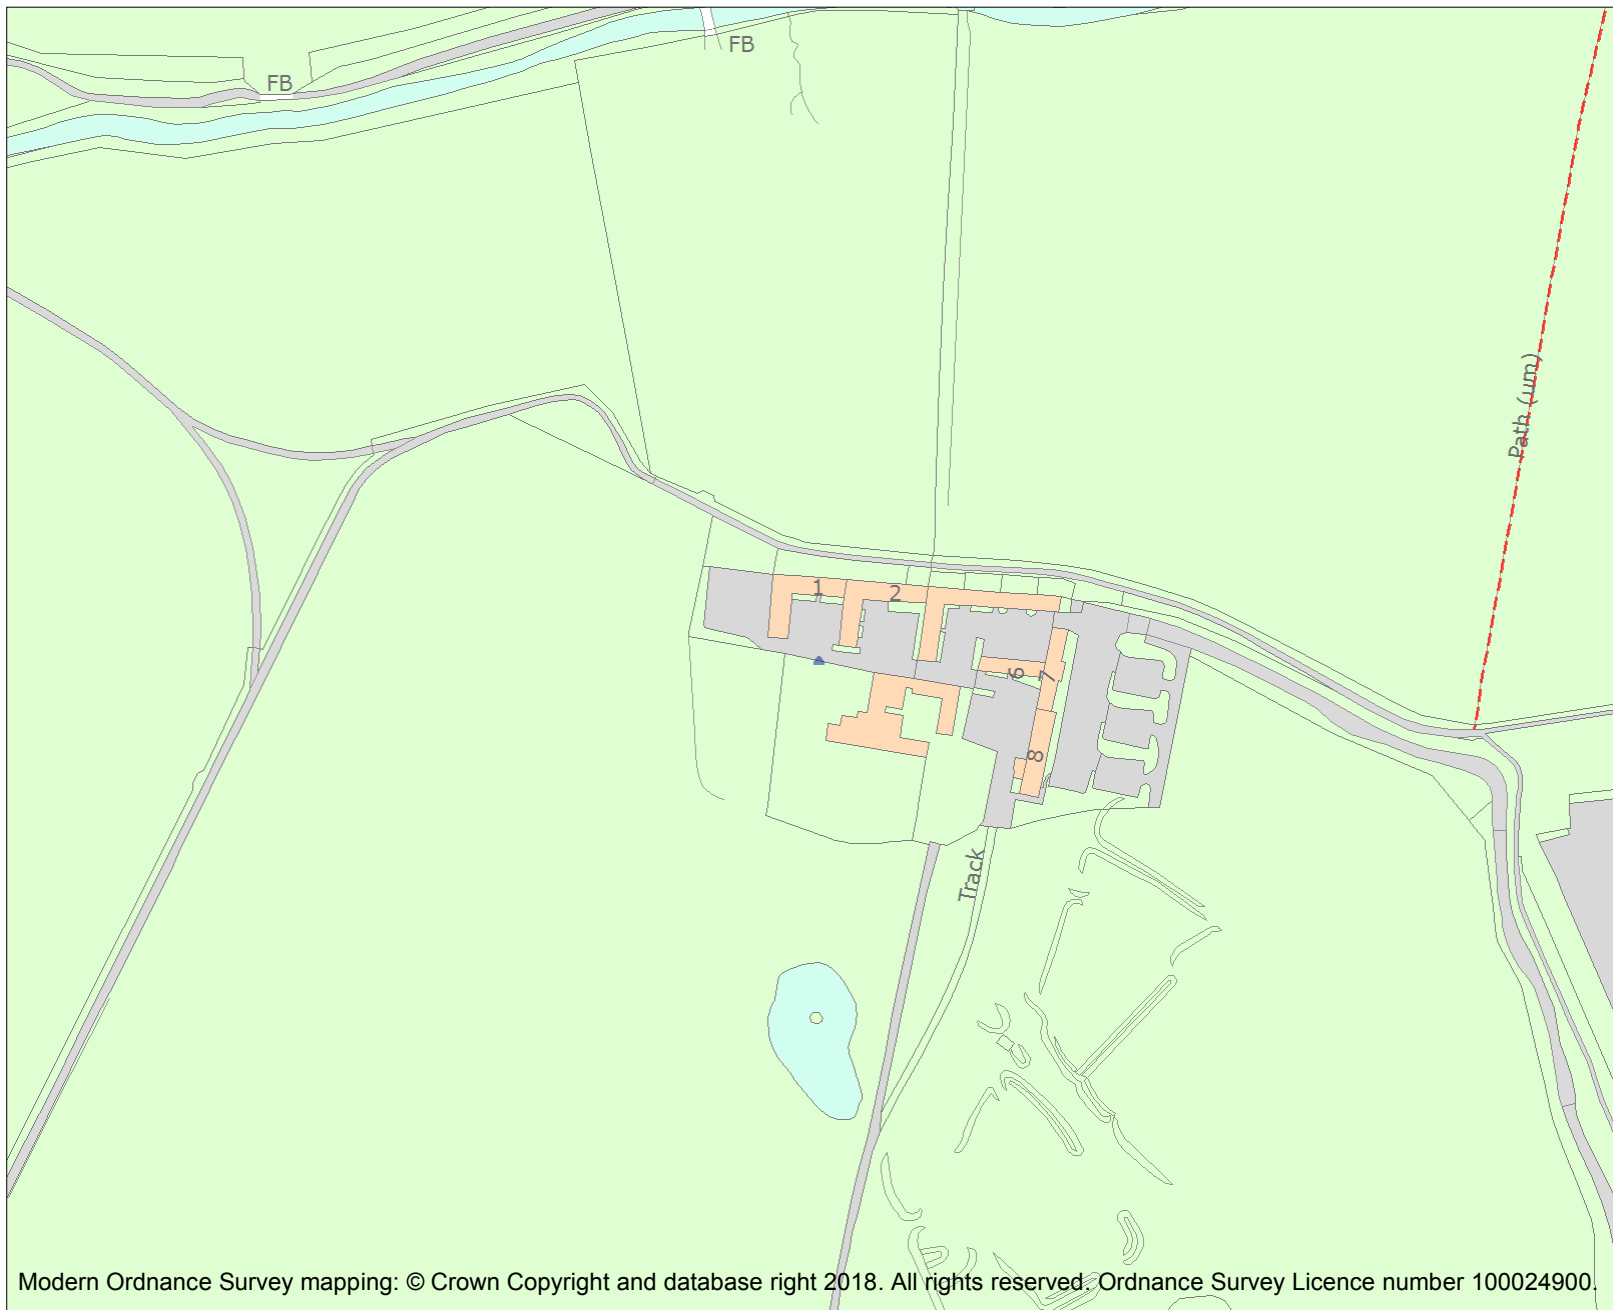 FB
FB
Path (um)
1
2
6
7
8
Track
Modern Ordnance Survey mapping: © Crown Copyright and database right 2018. All rights reserved. Ordnance Survey Licence number 100024900.